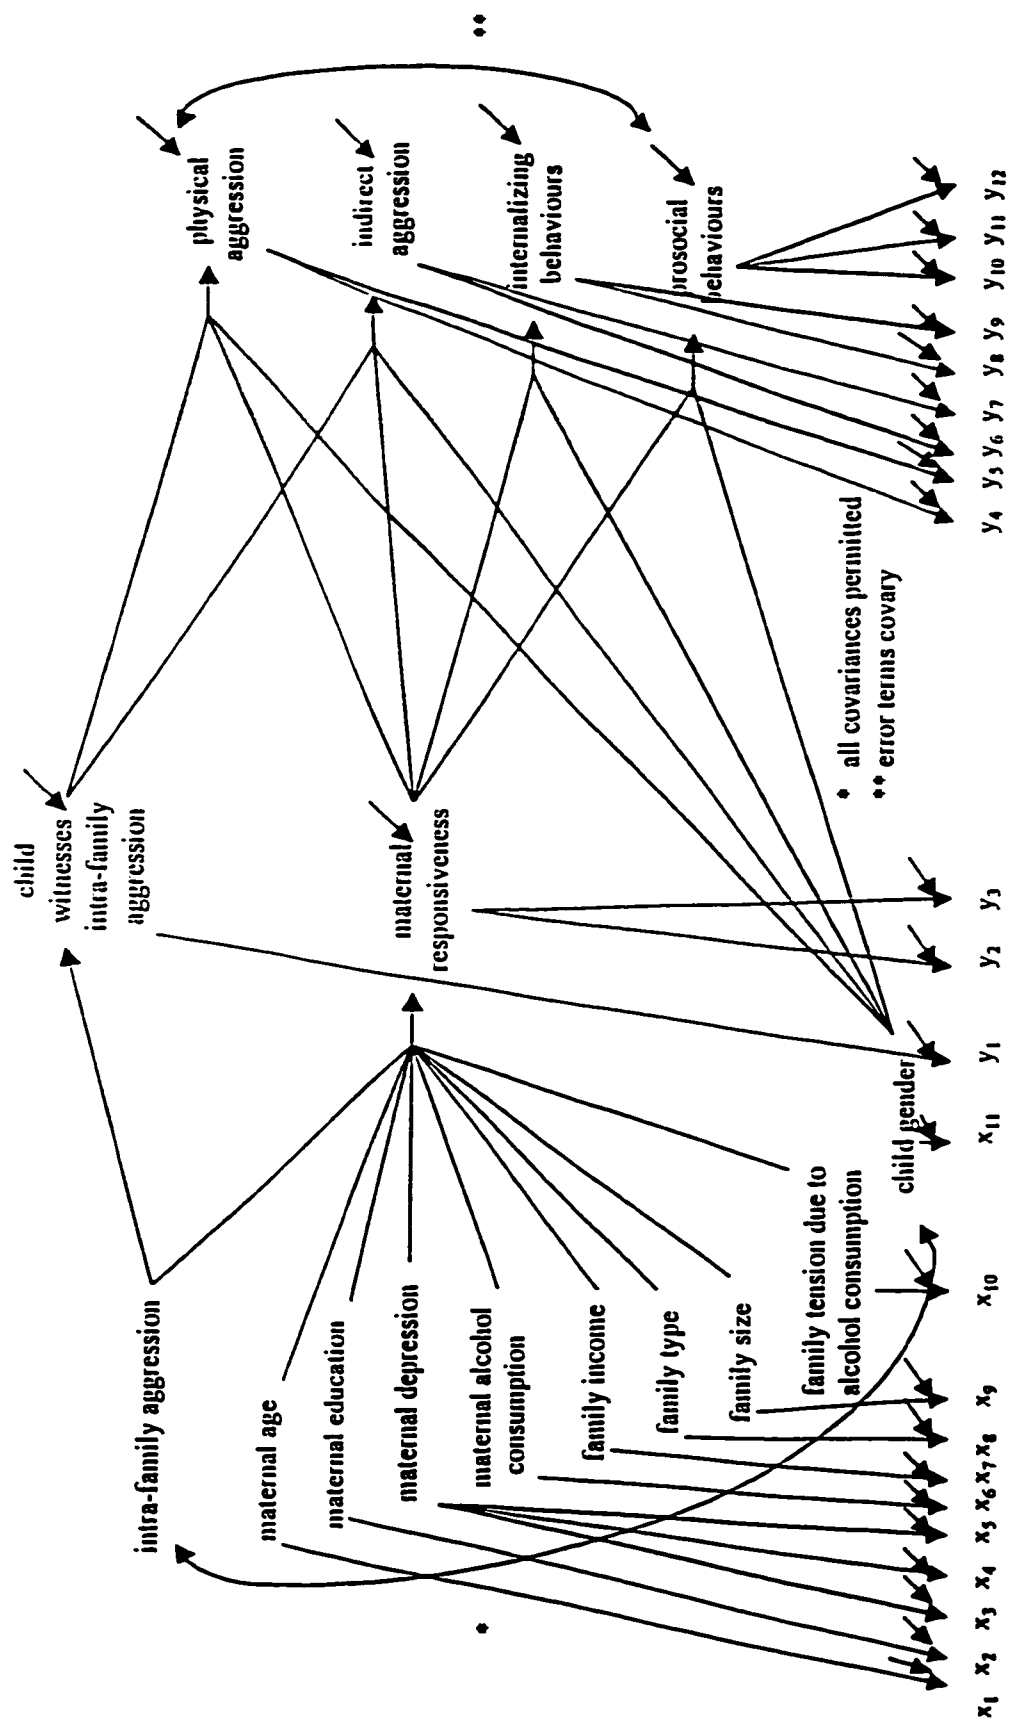 child
witnesses
intra-family
aggression
physical
aggression
**
intra-family aggression
indirect
aggression
maternal age
maternal education
maternal depression
maternal alcohol
consumption
maternal
responsiveness
internalizing
behaviours
family income
family type
family size
prosocial
behaviours
family tension due to
alcohol consumption
child gender
*
* all covariances permitted
** error terms covary
x1 x2 x3 x4 x5 x6 x7 x8 x9 x10 x11 y1 y2 y3 y4 y5 y6 y7 y8 y9 y10 y11 y12